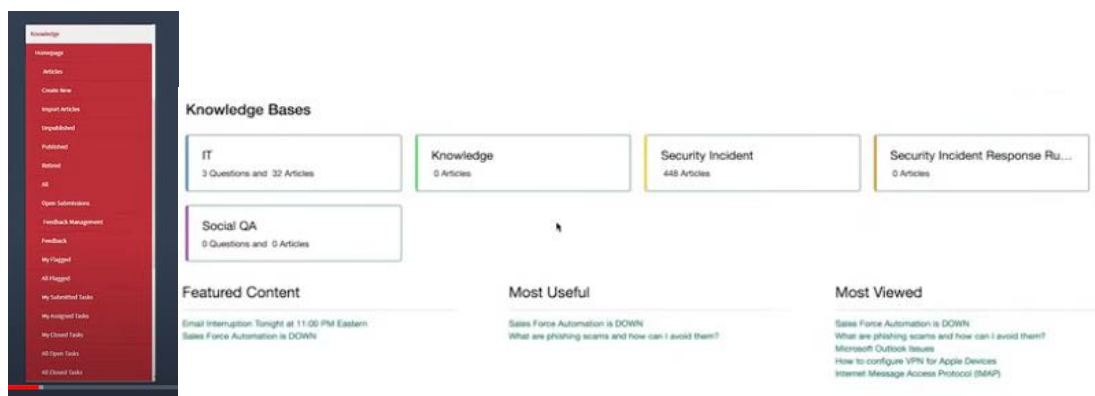 Knowledge
Homepage
Articles
Create New
Import Articles
Unpublished
Published
Retired
All
Open Submissions
Feedback Management
Feedback
My Flagged
All Flagged
My Submitted Tasks
My Assigned Tasks
My Closed Tasks
All Open Tasks
All Closed Tasks
Knowledge Bases
IT
3 Questions and 32 Articles
Knowledge
0 Articles
Security Incident
448 Articles
Security Incident Response Ru...
0 Articles
Social QA
0 Questions and 0 Articles
Featured Content
Email Interruption Tonight at 11:00 PM Eastern
Sales Force Automation is DOWN
Most Useful
Sales Force Automation is DOWN
What are phishing scams and how can I avoid them?
Most Viewed
Sales Force Automation is DOWN
What are phishing scams and how can I avoid them?
Microsoft Outlook Issues
How to configure VPN for Apple Devices
Internet Message Access Protocol (IMAP)